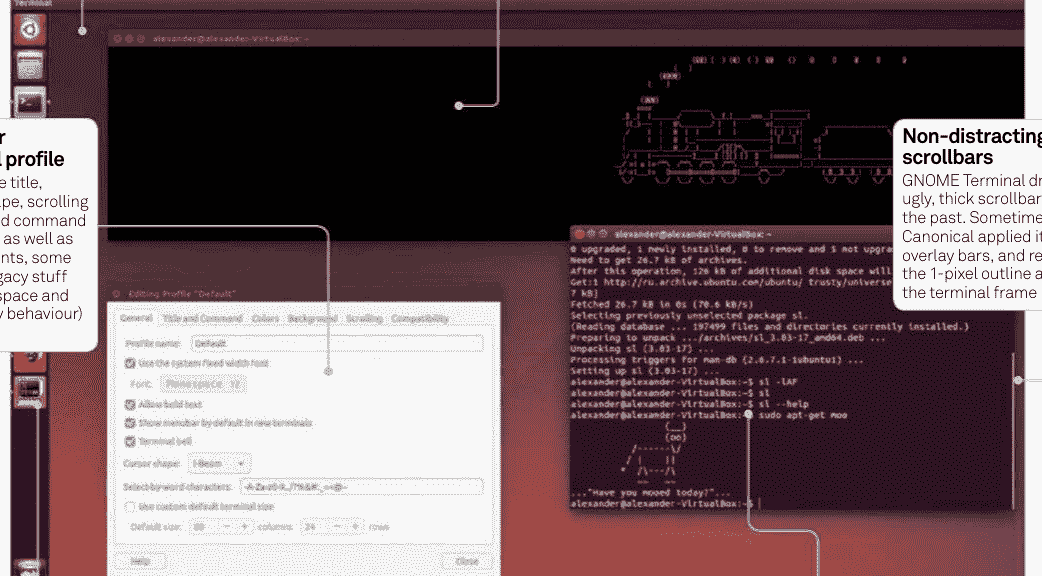 Terminal
alexander@alexander-VirtualBox: ~
r
l profile
e title,
ape, scrolling
d command
as well as
nts, some
gacy stuff
space and
y behaviour)
Non-distracting
scrollbars
GNOME Terminal dr
ugly, thick scrollbar
the past. Sometime
Canonical applied it
overlay bars, and re
the 1-pixel outline a
the terminal frame
alexander@alexander-VirtualBox: ~
0 upgraded, 1 newly installed, 0 to remove and 5 not upgra
Need to get 26.7 kB of archives.
After this operation, 126 kB of additional disk space will
Get:1 http://ru.archive.ubuntu.com/ubuntu/ trusty/universe
7 kB]
Fetched 26.7 kB in 0s (70.6 kB/s)
Selecting previously unselected package sl.
(Reading database ... 197499 files and directories currently installed.)
Preparing to unpack .../archives/sl_3.03-17_amd64.deb ...
Unpacking sl (3.03-17) ...
Processing triggers for man-db (2.6.7.1-1ubuntu1) ...
Setting up sl (3.03-17) ...
alexander@alexander-VirtualBox:~$ sl -lAF
alexander@alexander-VirtualBox:~$ sl
alexander@alexander-VirtualBox:~$ sl --help
alexander@alexander-VirtualBox:~$ sudo apt-get moo
(__)
(oo)
/------\/
/ | ||
* /\---/\
~~ ~~
..."Have you mooed today?"...
alexander@alexander-VirtualBox:~$
Editing Profile "Default"
General Title and Command Colors Background Scrolling Compatibility
Profile name: Default
Use the system fixed width font
Font: Monospace 12
Allow bold text
Show menubar by default in new terminals
Terminal bell
Cursor shape: I-Beam
Select-by-word characters:
Use custom default terminal size
Default size: 80 - + columns 24 - + rows
Help Close